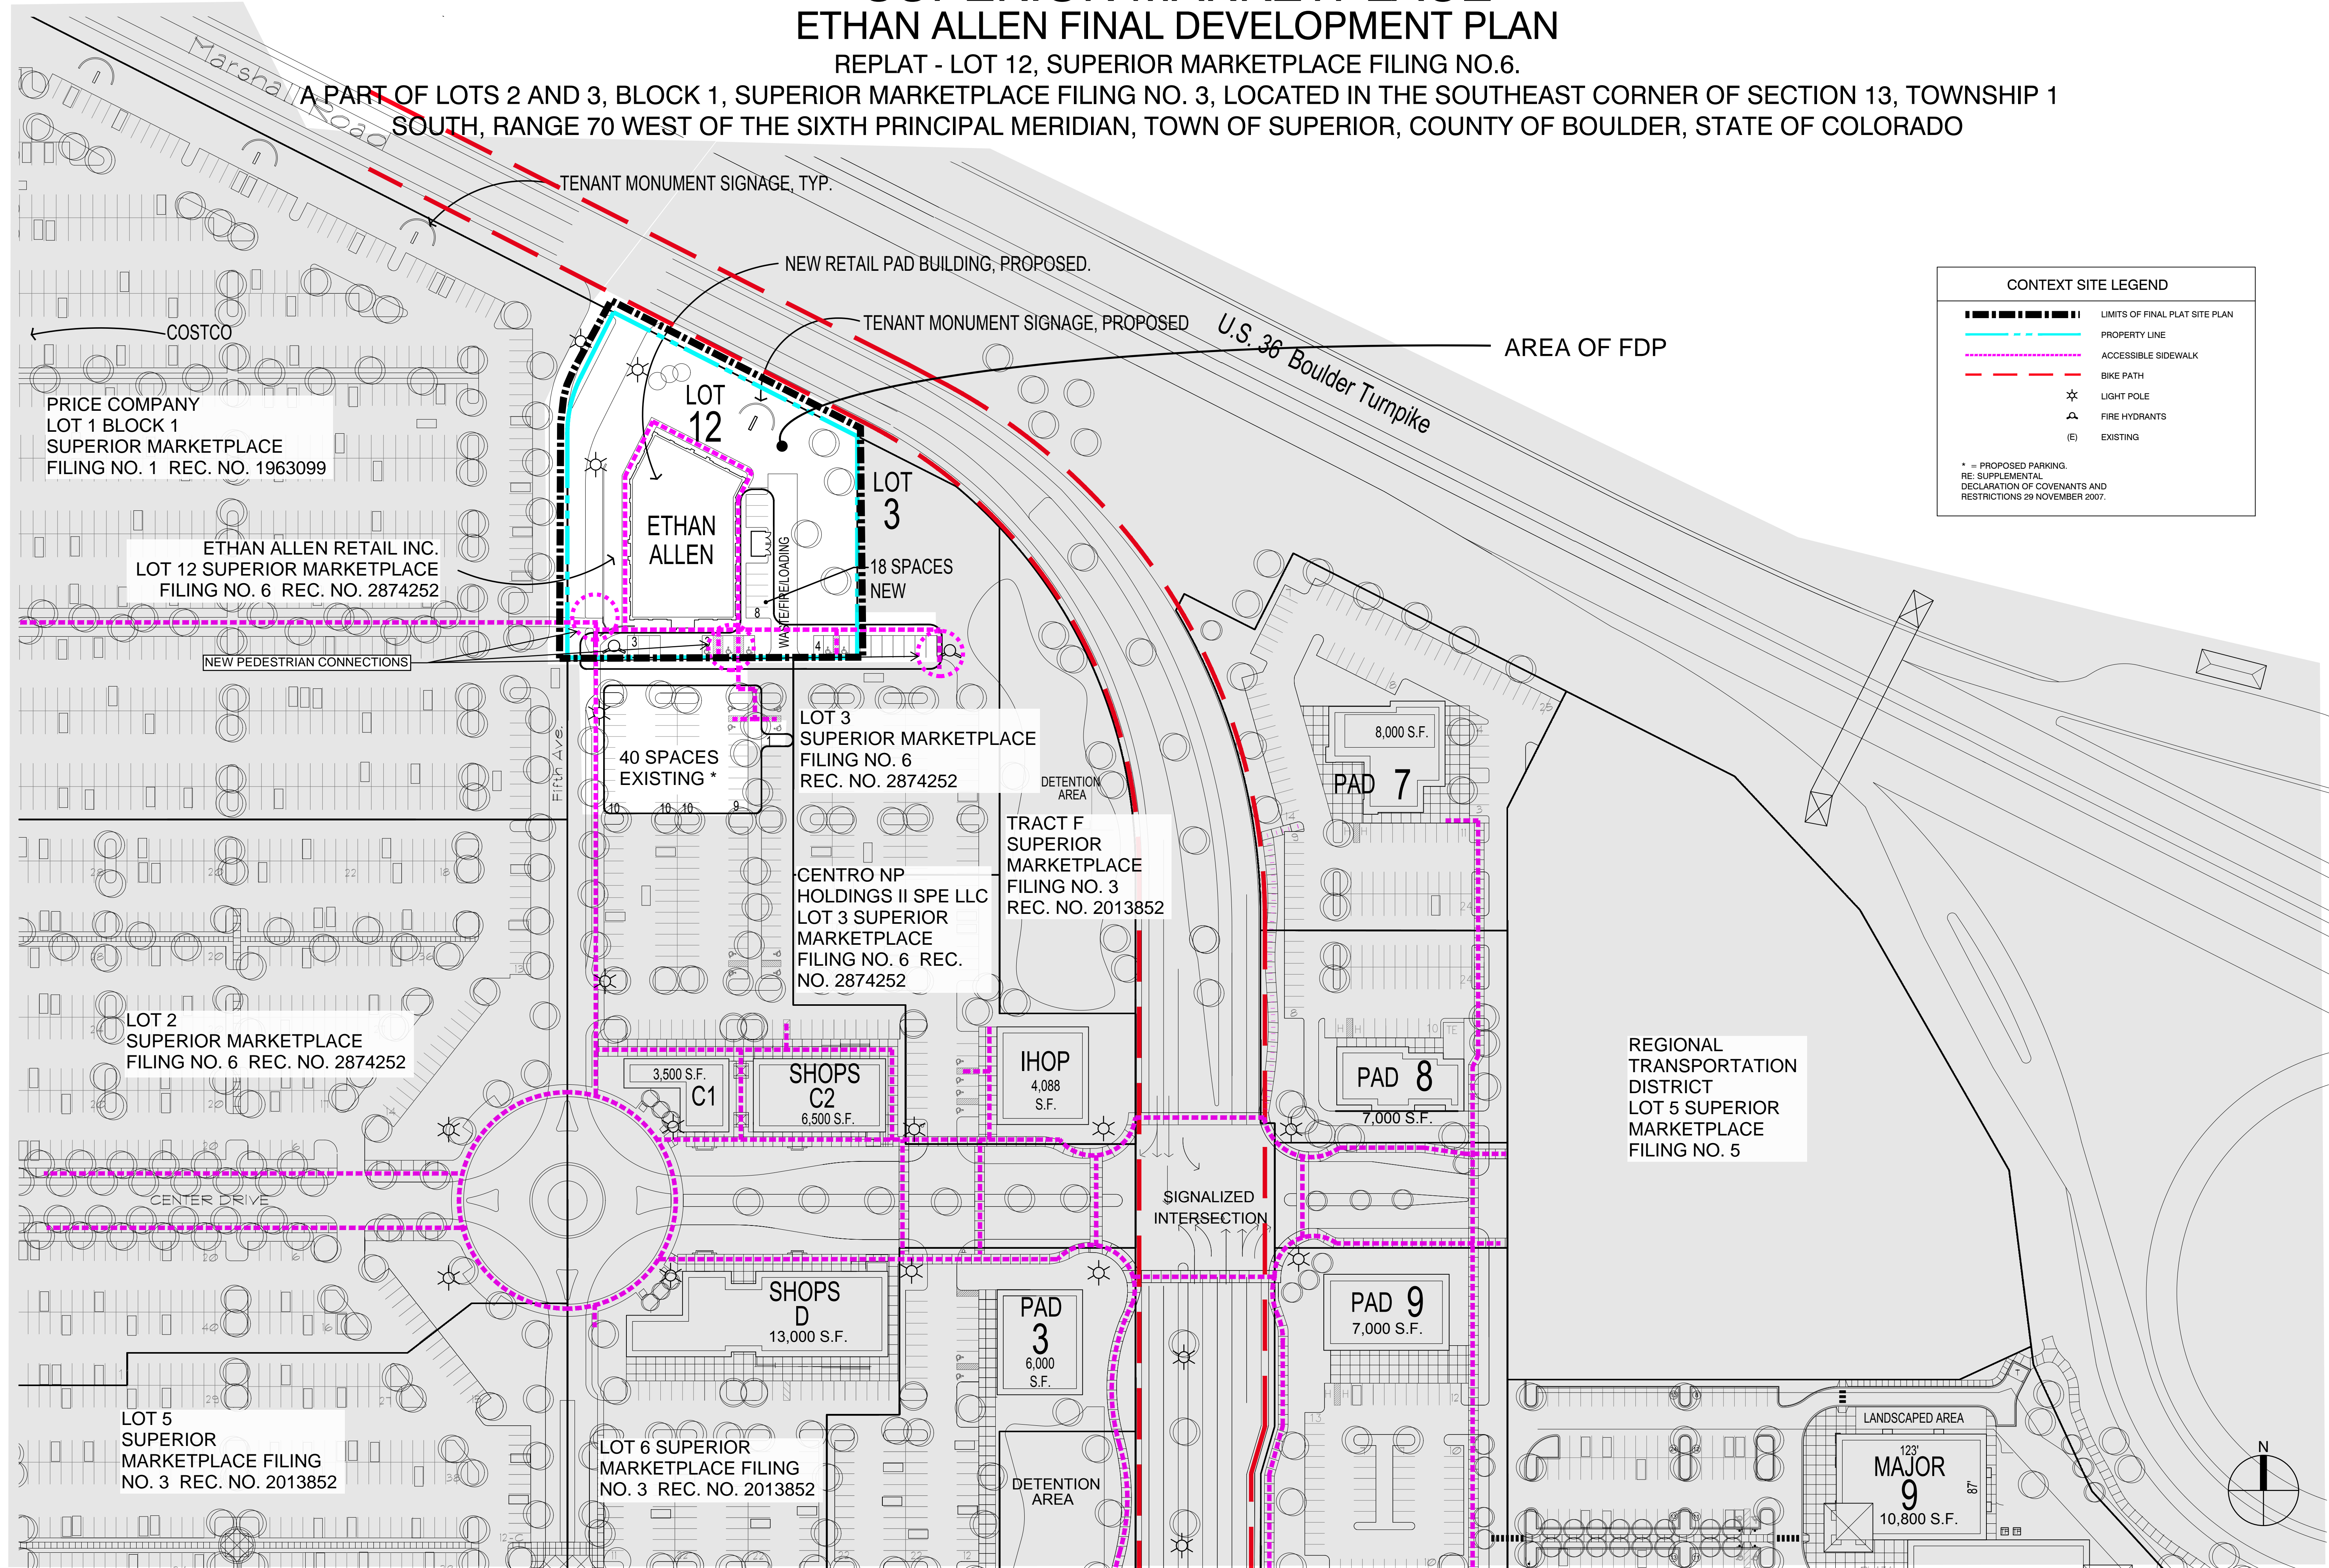 ETHAN ALLEN FINAL DEVELOPMENT PLAN
REPLAT - LOT 12, SUPERIOR MARKETPLACE FILING NO.6.
A PART OF LOTS 2 AND 3, BLOCK 1, SUPERIOR MARKETPLACE FILING NO. 3, LOCATED IN THE SOUTHEAST CORNER OF SECTION 13, TOWNSHIP 1
SOUTH, RANGE 70 WEST OF THE SIXTH PRINCIPAL MERIDIAN, TOWN OF SUPERIOR, COUNTY OF BOULDER, STATE OF COLORADO
Marshall Road
TENANT MONUMENT SIGNAGE, TYP.
NEW RETAIL PAD BUILDING, PROPOSED.
TENANT MONUMENT SIGNAGE, PROPOSED
U.S. 36 Boulder Turnpike
AREA OF FDP
CONTEXT SITE LEGEND
LIMITS OF FINAL PLAT SITE PLAN
PROPERTY LINE
ACCESSIBLE SIDEWALK
BIKE PATH
LIGHT POLE
FIRE HYDRANTS
(E) EXISTING
* = PROPOSED PARKING.
RE: SUPPLEMENTAL
DECLARATION OF COVENANTS AND
RESTRICTIONS 29 NOVEMBER 2007.
COSTCO
PRICE COMPANY
LOT 1 BLOCK 1
SUPERIOR MARKETPLACE
FILING NO. 1 REC. NO. 1963099
LOT
12
LOT
3
ETHAN
ALLEN
ETHAN ALLEN RETAIL INC.
LOT 12 SUPERIOR MARKETPLACE
FILING NO. 6 REC. NO. 2874252
WASTE/FIRE/LOADING
18 SPACES
NEW
8
3
2
4
NEW PEDESTRIAN CONNECTIONS
Fifth Ave.
40 SPACES
EXISTING *
10 10 10 9
1
LOT 3
SUPERIOR MARKETPLACE
FILING NO. 6
REC. NO. 2874252
DETENTION
AREA
TRACT F
SUPERIOR
MARKETPLACE
FILING NO. 3
REC. NO. 2013852
CENTRO NP
HOLDINGS II SPE LLC
LOT 3 SUPERIOR
MARKETPLACE
FILING NO. 6 REC.
NO. 2874252
8,000 S.F.
PAD 7
LOT 2
SUPERIOR MARKETPLACE
FILING NO. 6 REC. NO. 2874252
3,500 S.F.
C1
SHOPS
C2
6,500 S.F.
IHOP
4,088
S.F.
PAD 8
7,000 S.F.
REGIONAL
TRANSPORTATION
DISTRICT
LOT 5 SUPERIOR
MARKETPLACE
FILING NO. 5
CENTER DRIVE
SIGNALIZED
INTERSECTION
SHOPS
D
13,000 S.F.
PAD
3
6,000
S.F.
PAD 9
7,000 S.F.
LOT 5
SUPERIOR
MARKETPLACE FILING
NO. 3 REC. NO. 2013852
LOT 6 SUPERIOR
MARKETPLACE FILING
NO. 3 REC. NO. 2013852
DETENTION
AREA
LANDSCAPED AREA
123'
MAJOR
9
10,800 S.F.
87'
N